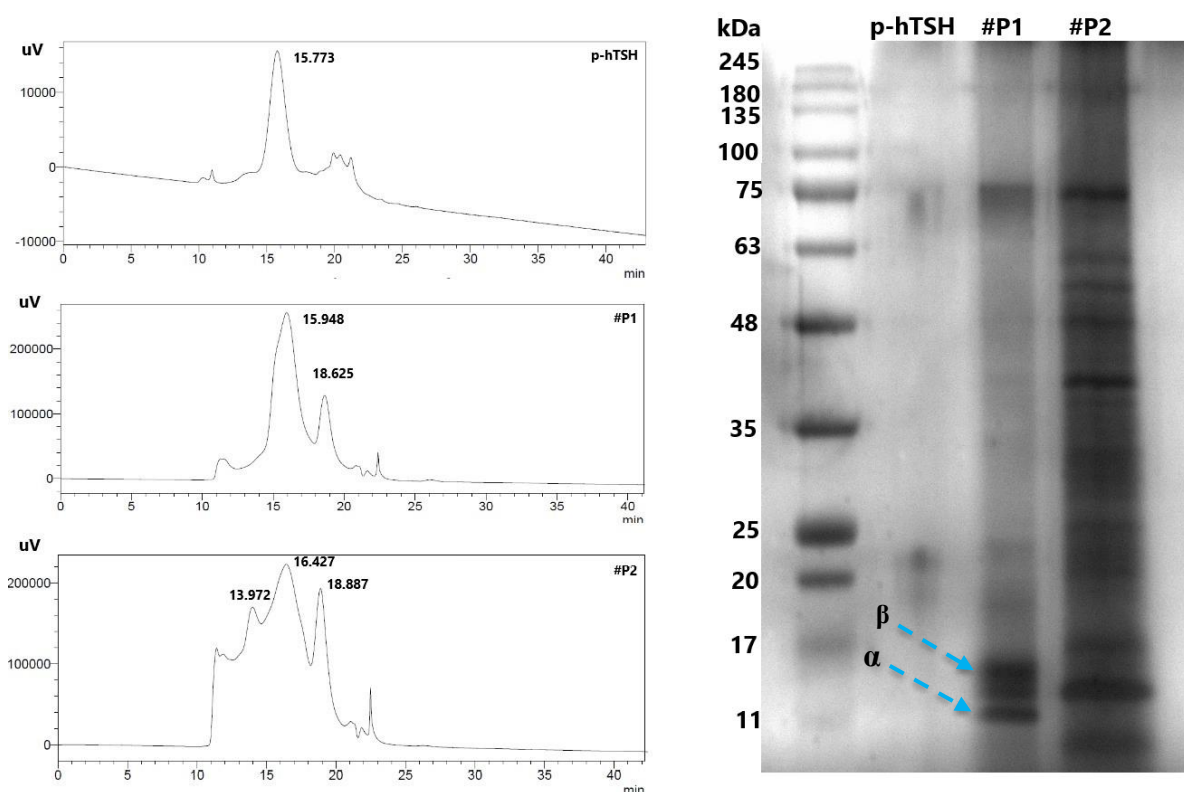 uV
p-hTSH
15.773
10000
0
-10000
0 5 10 15 20 25 30 35 40
min
uV
#P1
15.948
18.625
200000
100000
0
0 5 10 15 20 25 30 35 40
min
uV
#P2
16.427
13.972
18.887
200000
100000
0
0 5 10 15 20 25 30 35 40
min
kDa p-hTSH #P1 #P2
245
180
135
100
75
63
48
35
25
20
β
17
α
11